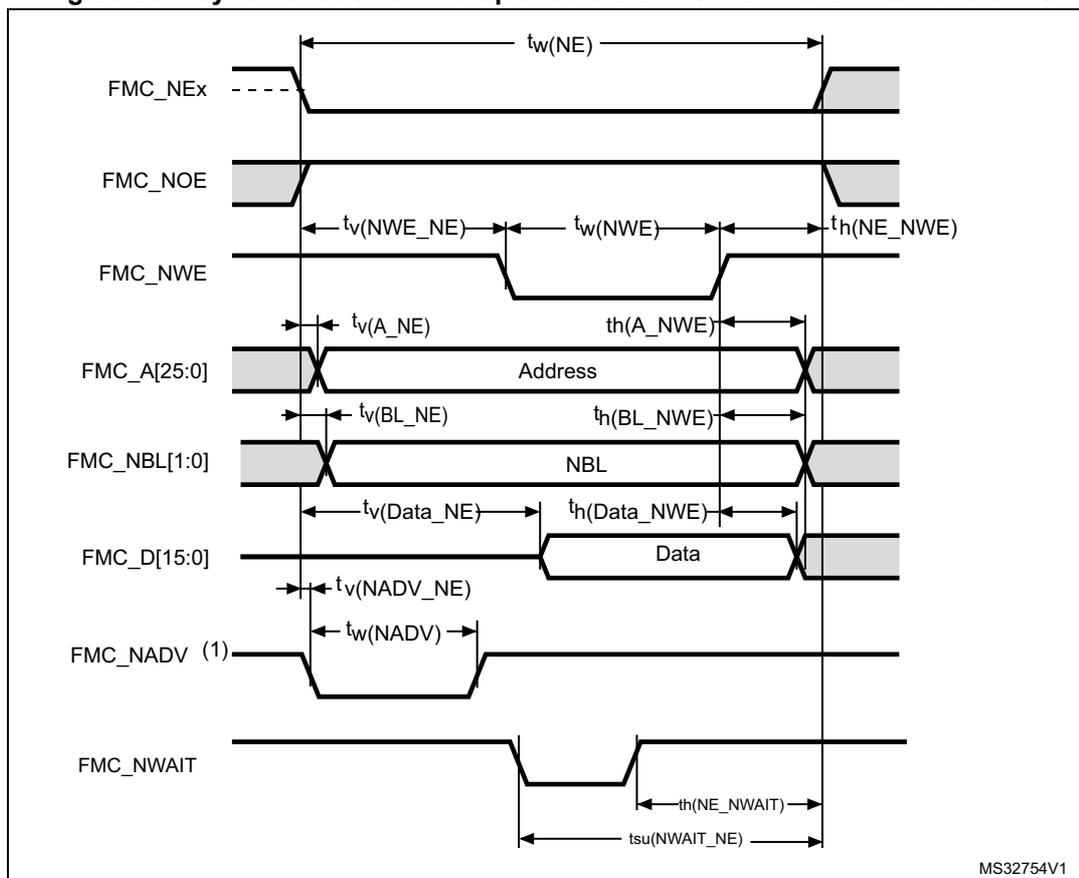 tw(NE)
FMC_NEx
FMC_NOE
tv(NWE_NE) tw(NWE) th(NE_NWE)
FMC_NWE
tv(A_NE) th(A_NWE)
FMC_A[25:0] Address
tv(BL_NE) th(BL_NWE)
FMC_NBL[1:0] NBL
tv(Data_NE) th(Data_NWE)
FMC_D[15:0] Data
tv(NADV_NE)
tw(NADV)
FMC_NADV (1)
FMC_NWAIT
th(NE_NWAIT)
tsu(NWAIT_NE)
MS32754V1